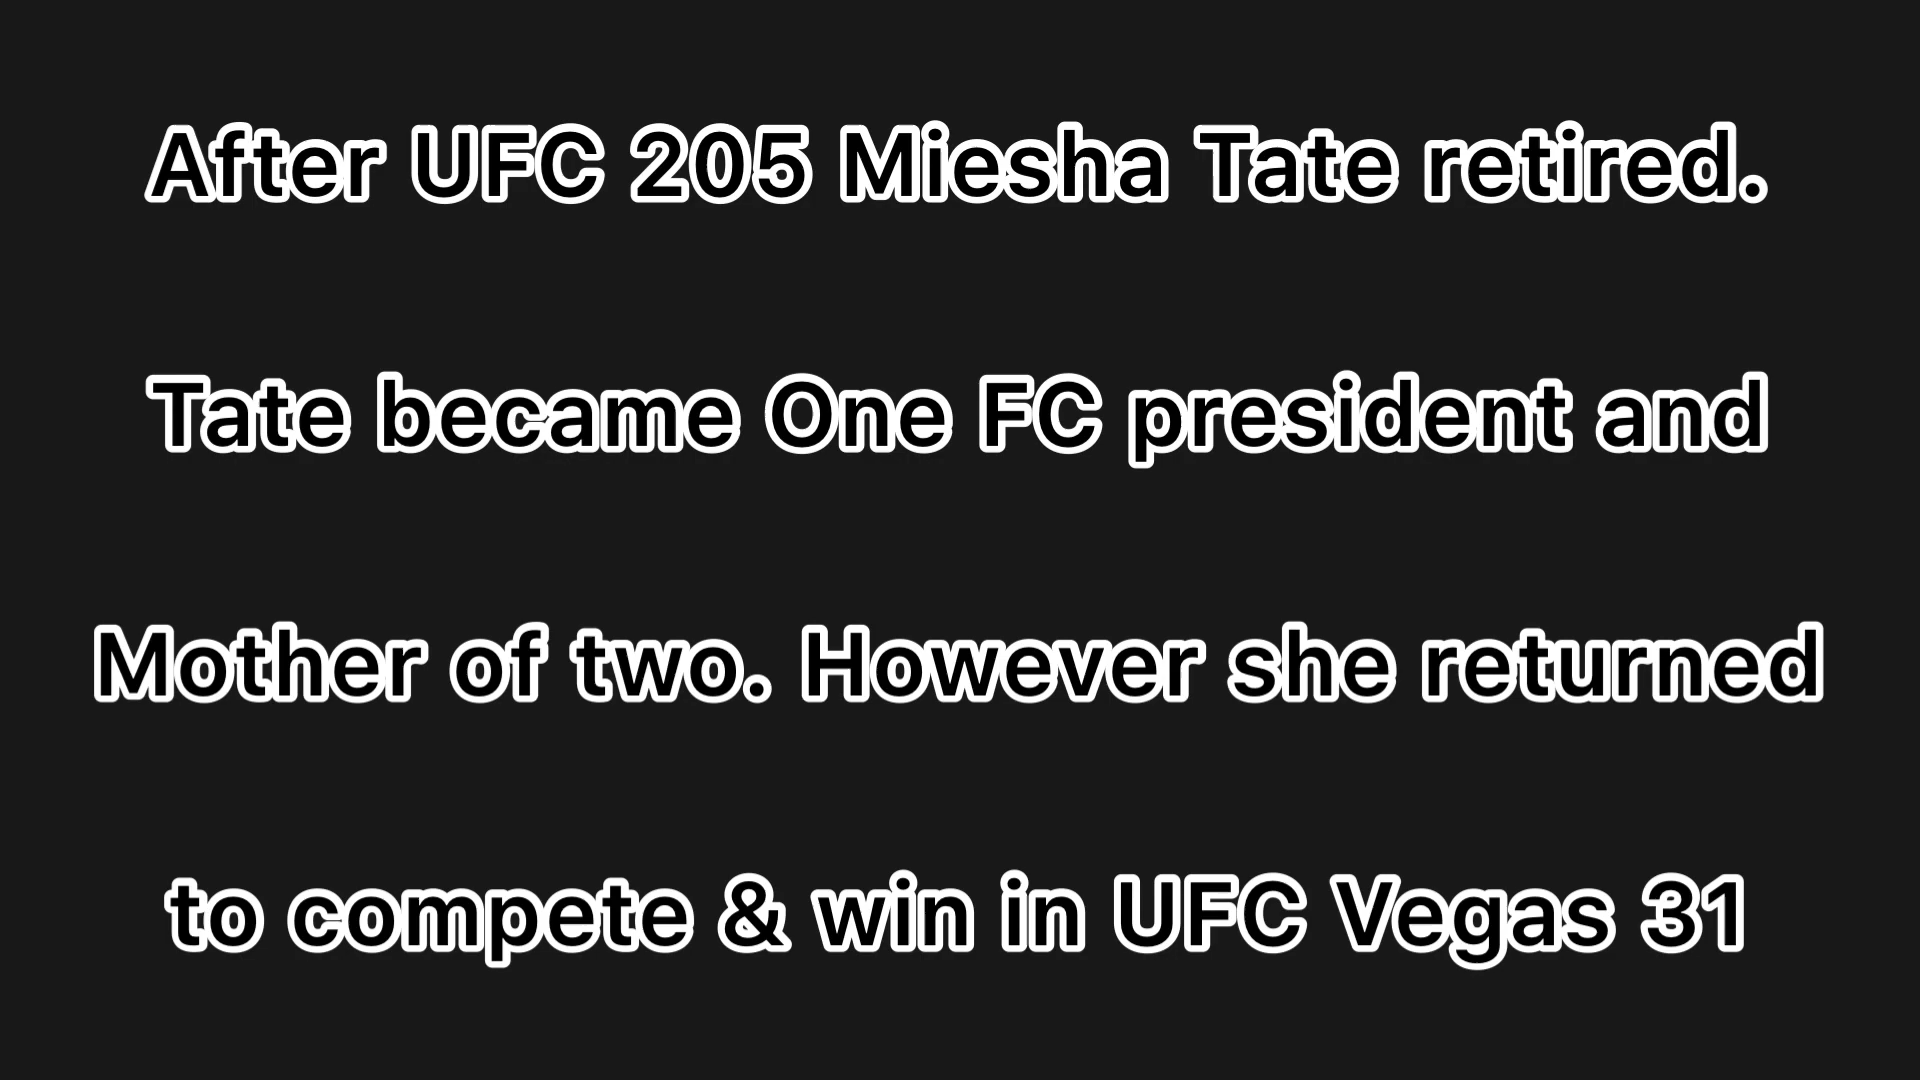 After UFC 205 Miesha Tate retired.
Tate became One FC president and
Mother of two. However she returned
to compete & win in UFC Vegas 31